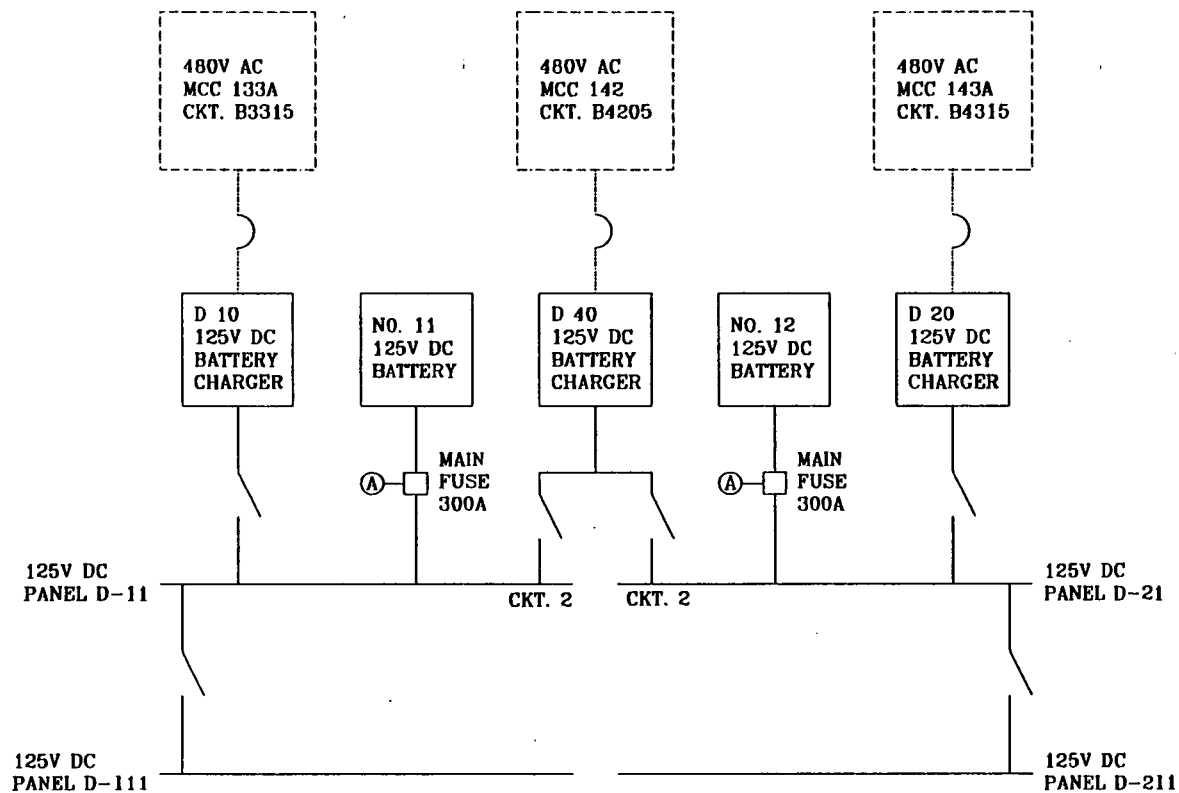 480V AC
MCC 133A
CKT. B3315
480V AC
MCC 142
CKT. B4205
480V AC
MCC 143A
CKT. B4315
D 10
125V DC
BATTERY
CHARGER
NO. 11
125V DC
BATTERY
D 40
125V DC
BATTERY
CHARGER
NO. 12
125V DC
BATTERY
D 20
125V DC
BATTERY
CHARGER
A
MAIN
FUSE
300A
A
MAIN
FUSE
300A
125V DC
PANEL D-11
CKT. 2
CKT. 2
125V DC
PANEL D-21
125V DC
PANEL D-111
125V DC
PANEL D-211